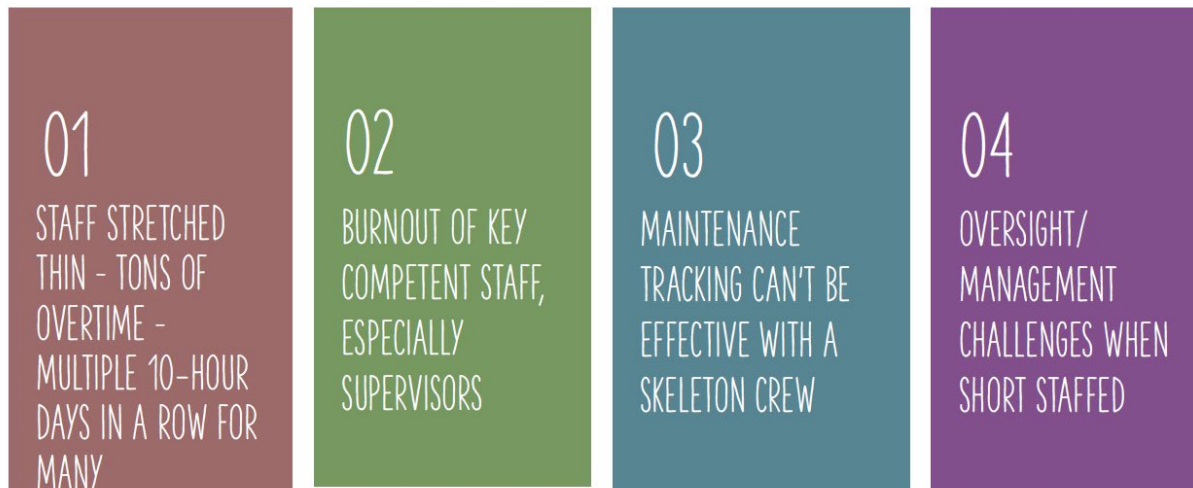 01
STAFF STRETCHED
THIN - TONS OF
OVERTIME -
MULTIPLE 10-HOUR
DAYS IN A ROW FOR
MANY
02
BURNOUT OF KEY
COMPETENT STAFF,
ESPECIALLY
SUPERVISORS
03
MAINTENANCE
TRACKING CAN'T BE
EFFECTIVE WITH A
SKELETON CREW
04
OVERSIGHT/
MANAGEMENT
CHALLENGES WHEN
SHORT STAFFED